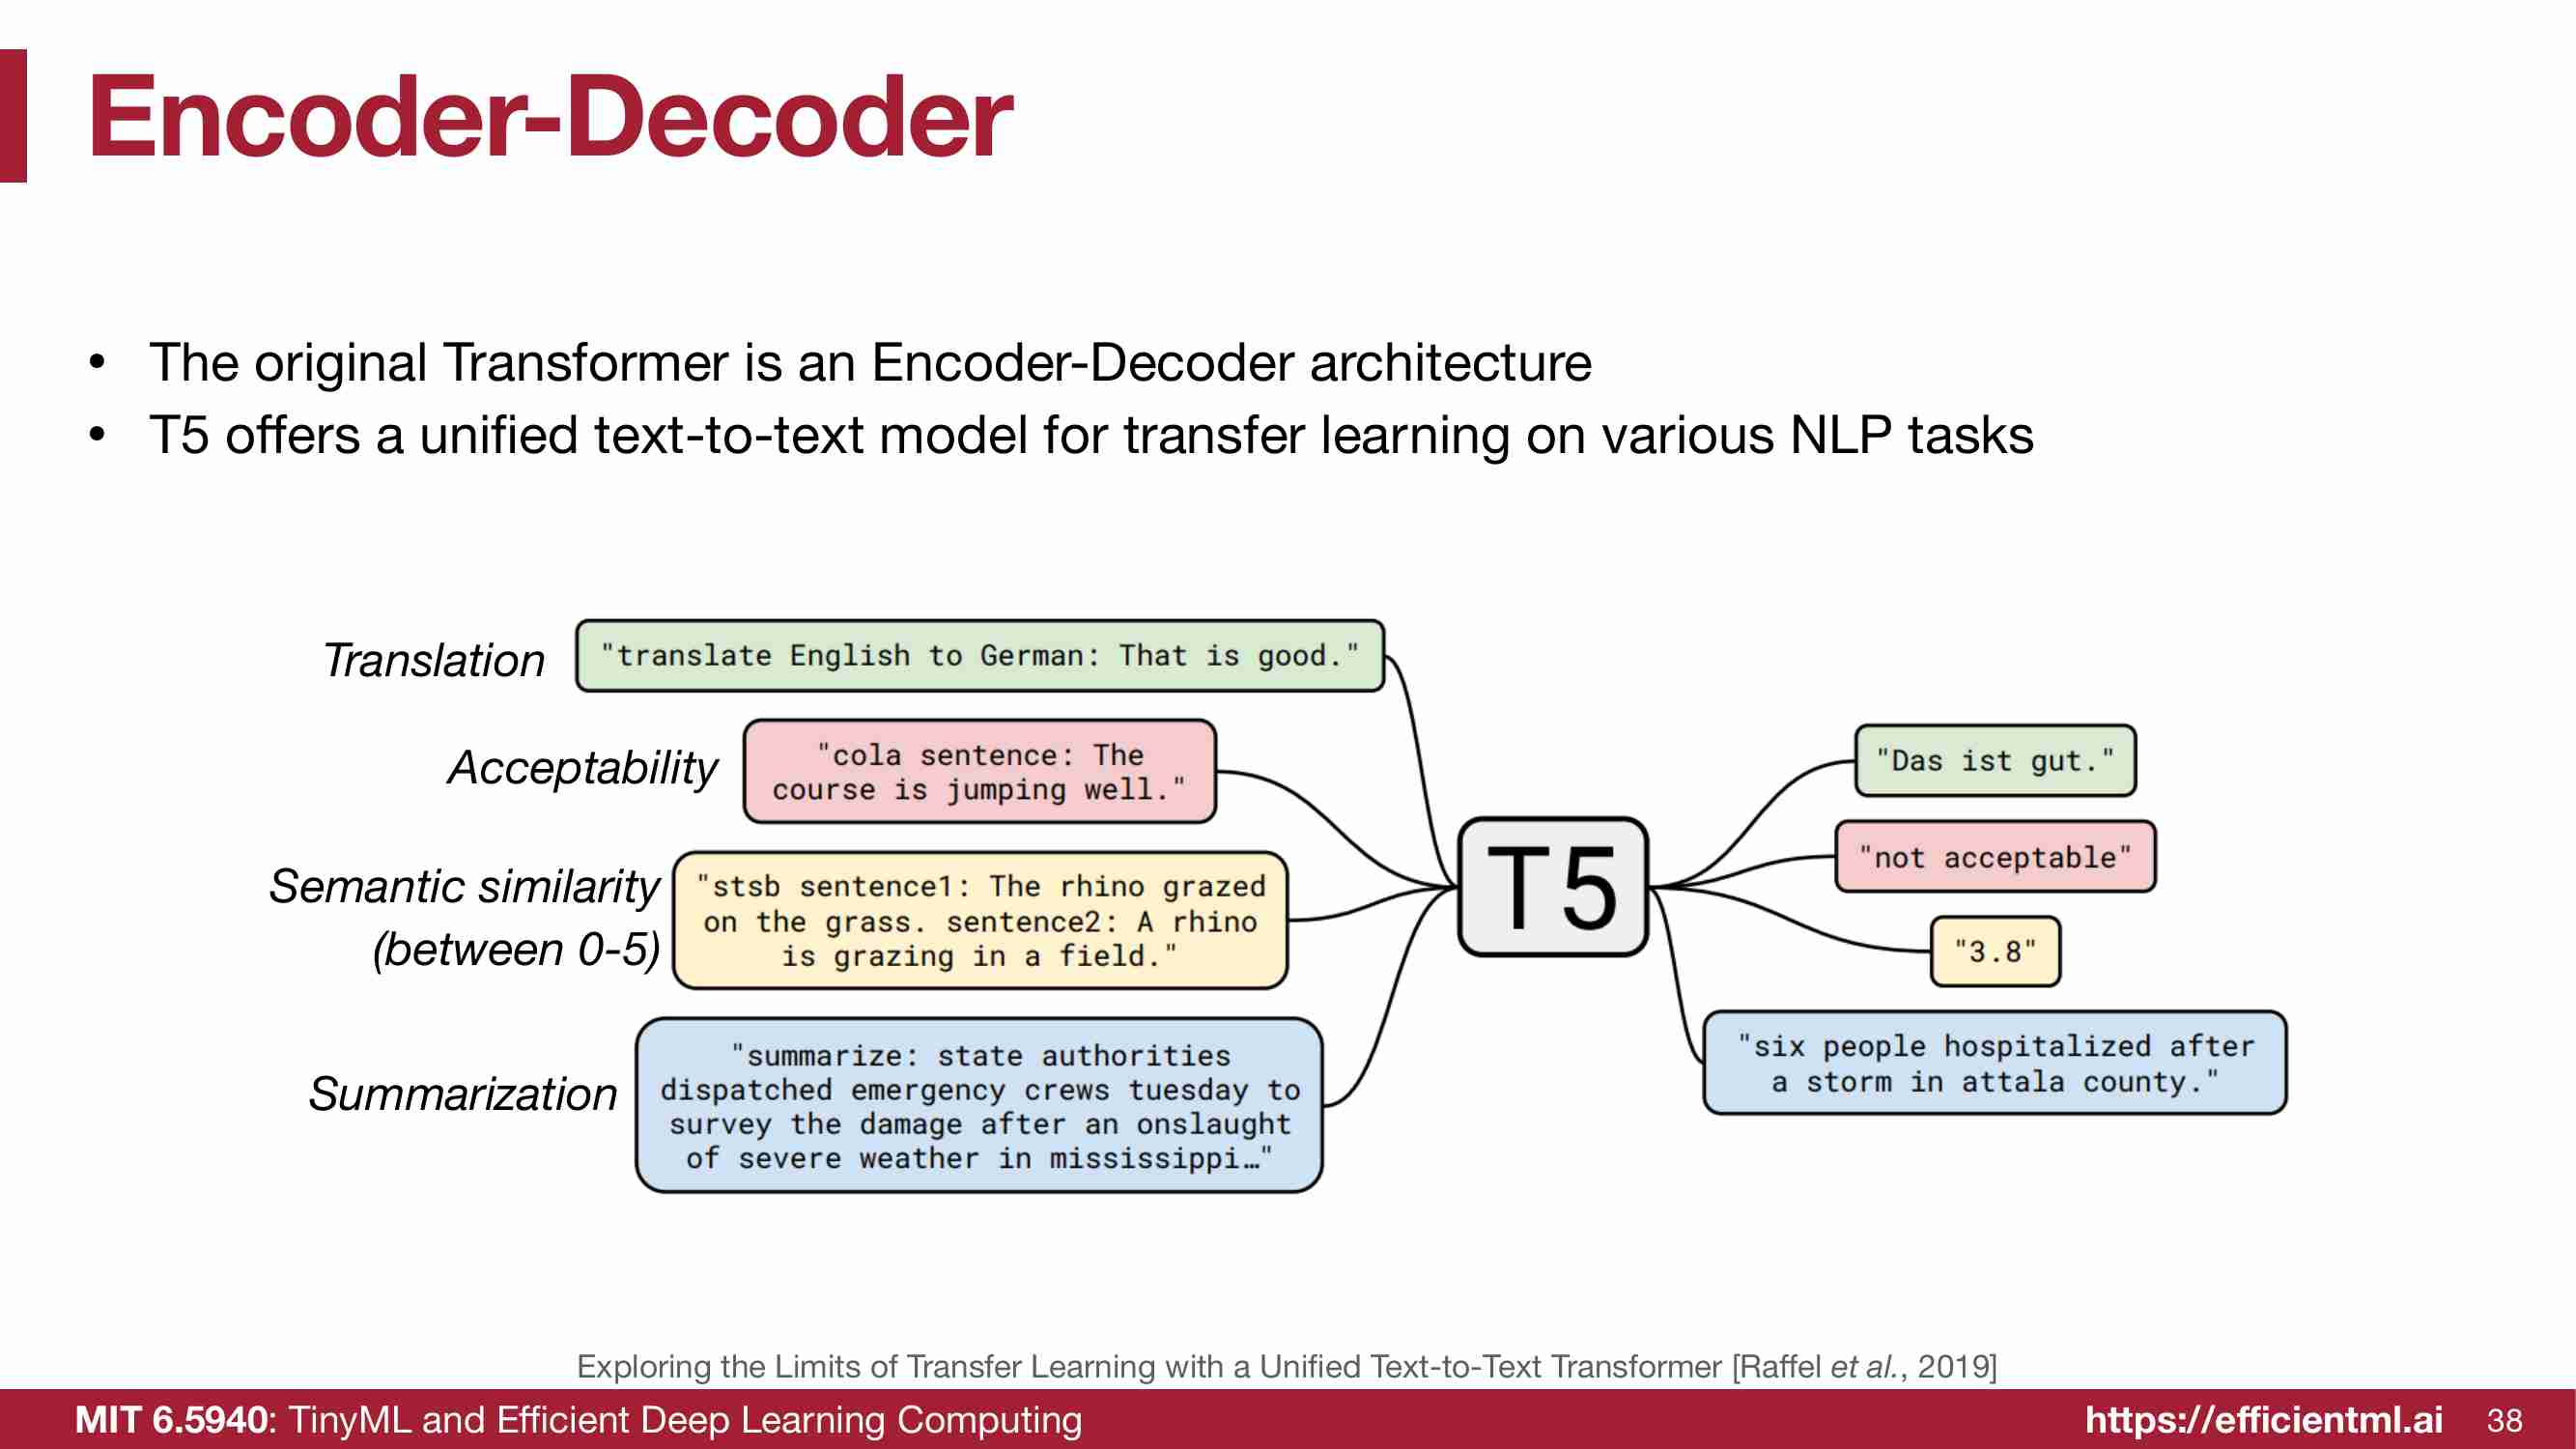 Encoder-Decoder
• The original Transformer is an Encoder-Decoder architecture
• T5 offers a unified text-to-text model for transfer learning on various NLP tasks
Translation
"translate English to German: That is good."
Acceptability
"cola sentence: The
course is jumping well."
Semantic similarity
(between 0-5)
"stsb sentence1: The rhino grazed
on the grass. sentence2: A rhino
is grazing in a field."
Summarization
"summarize: state authorities
dispatched emergency crews tuesday to
survey the damage after an onslaught
of severe weather in mississippi…"
T5
"Das ist gut."
"not acceptable"
"3.8"
"six people hospitalized after
a storm in attala county."
Exploring the Limits of Transfer Learning with a Unified Text-to-Text Transformer [Raffel et al., 2019]
MIT 6.5940: TinyML and Efficient Deep Learning Computing
https://efficientml.ai
38